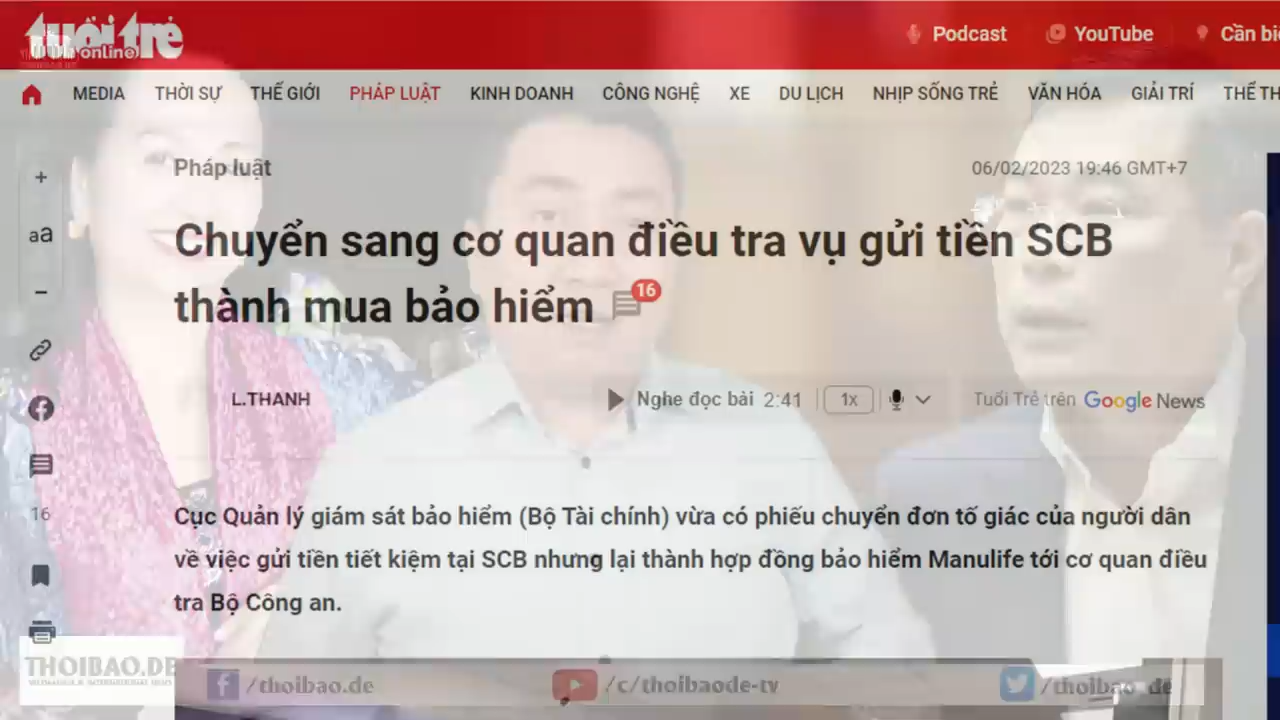 tuổi trẻ
online
Podcast
YouTube
Cần bi
MEDIA
THỜI SỰ
THẾ GIỚI
PHÁP LUẬT
KINH DOANH
CÔNG NGHỆ
XE
DU LỊCH
NHỊP SỐNG TRẺ
VĂN HÓA
GIẢI TRÍ
THỂ TH
Pháp luật
06/02/2023 19:46 GMT+7
+
aa
−
Chuyển sang cơ quan điều tra vụ gửi tiền SCB
thành mua bảo hiểm
16
L.THANH
Nghe đọc bài 2:41
1x
Tuổi Trẻ trên Google News
16
Cục Quản lý giám sát bảo hiểm (Bộ Tài chính) vừa có phiếu chuyển đơn tố giác của người dân
về việc gửi tiền tiết kiệm tại SCB nhưng lại thành hợp đồng bảo hiểm Manulife tới cơ quan điều
tra Bộ Công an.
THOIBAO.DE
/thoibao.de
/c/thoibaode-tv
/thoibao.de